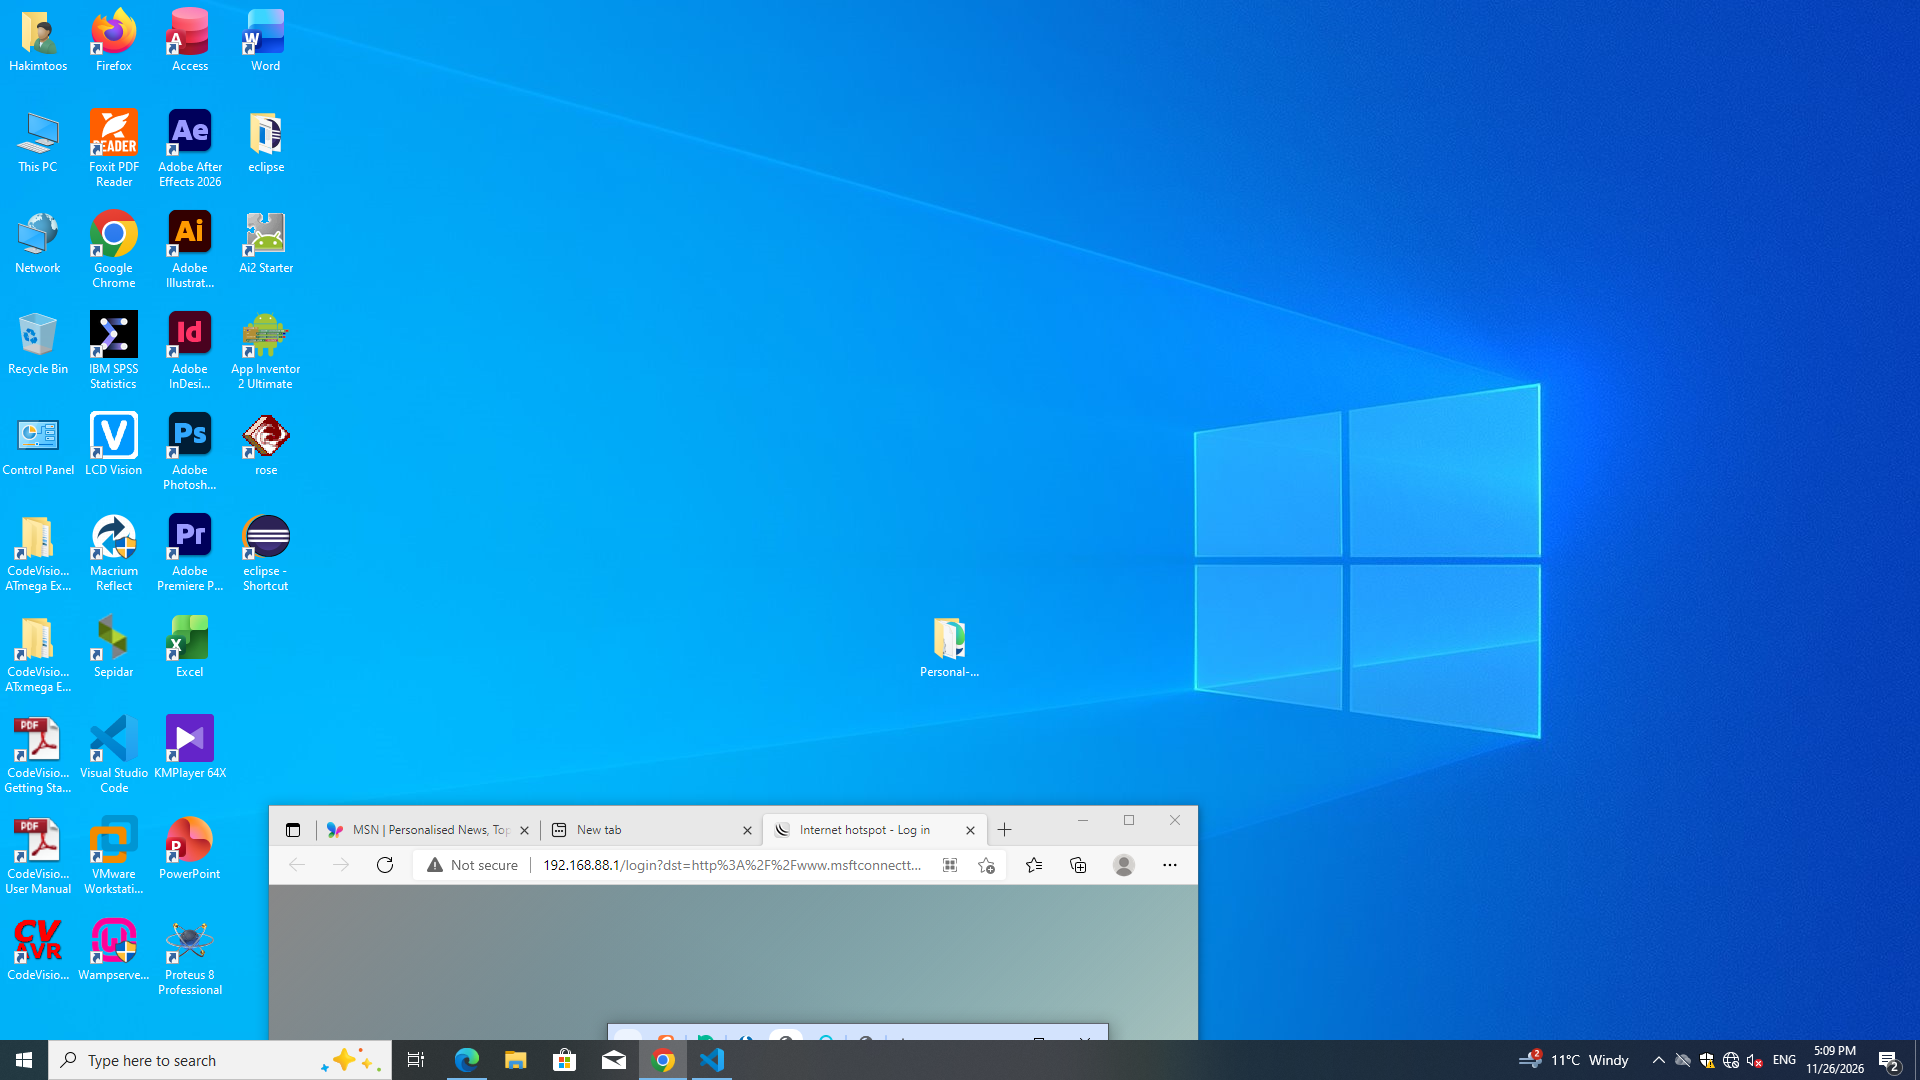 Hakimtoos
Firefox
Access
Word
This PC
Foxit PDF
Reader
Adobe After
Effects 2026
eclipse
Network
Google
Chrome
Adobe
Illustrat...
Ai2 Starter
Recycle Bin
IBM SPSS
Statistics
Adobe
InDesi...
App Inventor
2 Ultimate
Control Panel
LCD Vision
Adobe
Photosh...
rose
CodeVisio...
ATmega Ex...
Macrium
Reflect
Adobe
Premiere P...
eclipse -
Shortcut
CodeVisio...
ATxmega E...
Sepidar
Excel
Personal-...
CodeVisio...
Getting Sta...
Visual Studio
Code
KMPlayer 64X
CodeVisio...
User Manual
VMware
Workstati...
PowerPoint
CodeVisio...
Wampserve...
Proteus 8
Professional
MSN | Personalised News, Top
New tab
Internet hotspot - Log in
Not secure
192.168.88.1/login?dst=http%3A%2F%2Fwww.msftconnectt...
Type here to search
2
11°C Windy
ENG
5:09 PM
11/26/2026
2